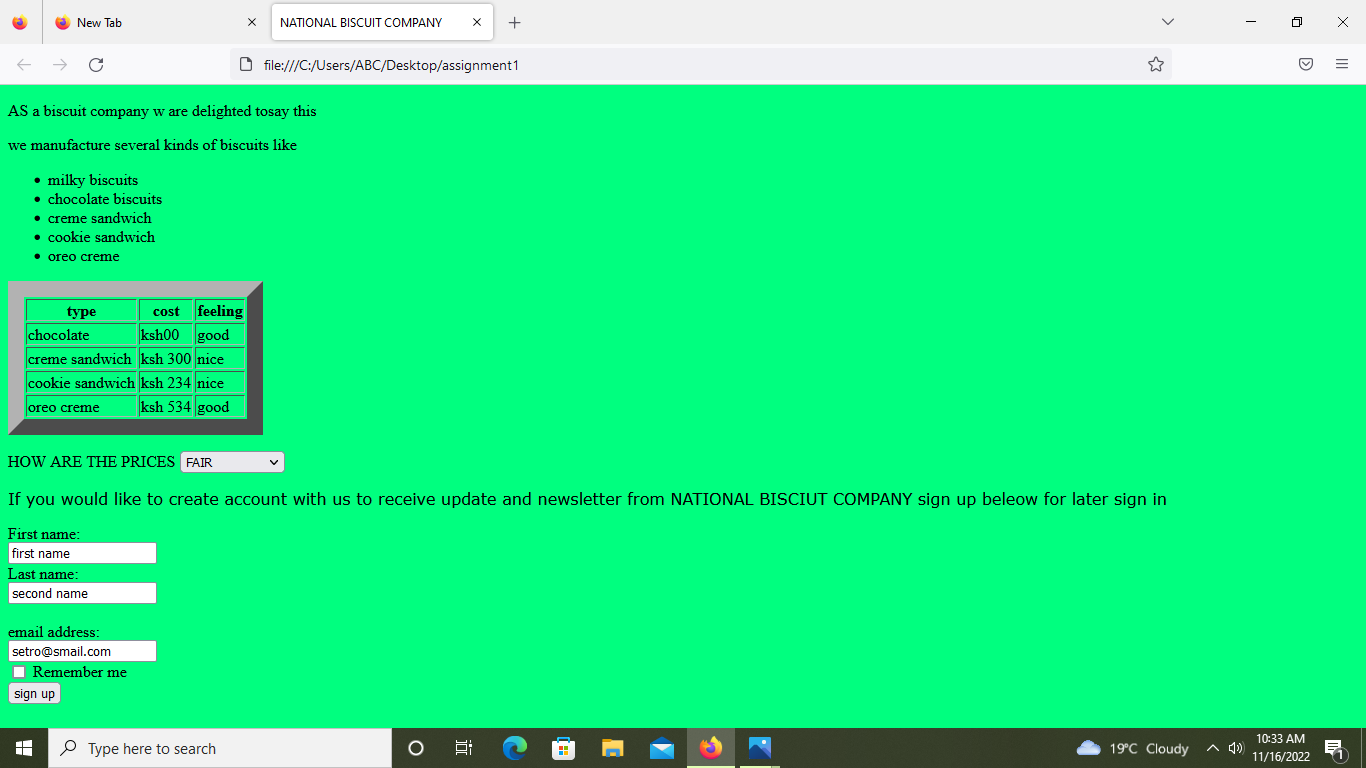 New Tab
NATIONAL BISCUIT COMPANY
file:///C:/Users/ABC/Desktop/assignment1
AS a biscuit company w are delighted tosay this
we manufacture several kinds of biscuits like
milky biscuits
chocolate biscuits
creme sandwich
cookie sandwich
oreo creme
type cost feeling
chocolate ksh00 good
creme sandwich ksh 300 nice
cookie sandwich ksh 234 nice
oreo creme ksh 534 good
HOW ARE THE PRICES FAIR
If you would like to create account with us to receive update and newsletter from NATIONAL BISCIUT COMPANY sign up beleow for later sign in
First name:
first name
Last name:
second name
email address:
setro@smail.com
Remember me
sign up
Type here to search
19°C Cloudy
10:33 AM
11/16/2022
1